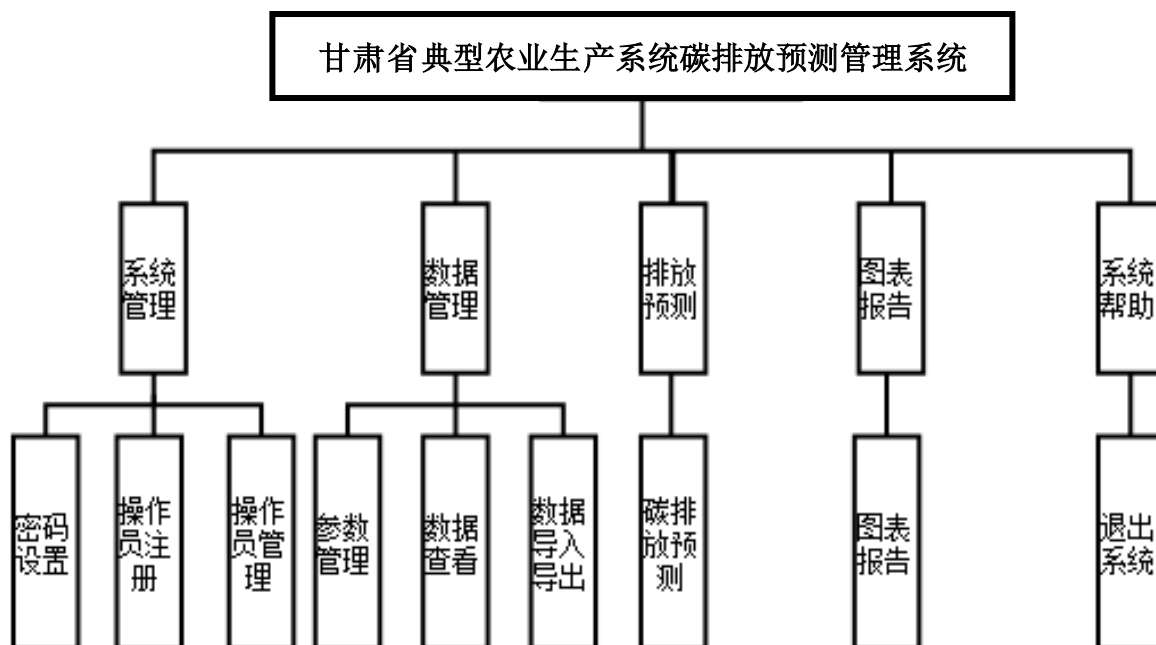 甘肃省典型农业生产系统碳排放预测管理系统
系统
管理
数据
管理
排放
预测
图表
报告
系统
帮助
密码
设置
操作
员注
册
操作
员管
理
参数
管理
数据
查看
数据
导入
导出
碳排
放预
测
图表
报告
退出
系统